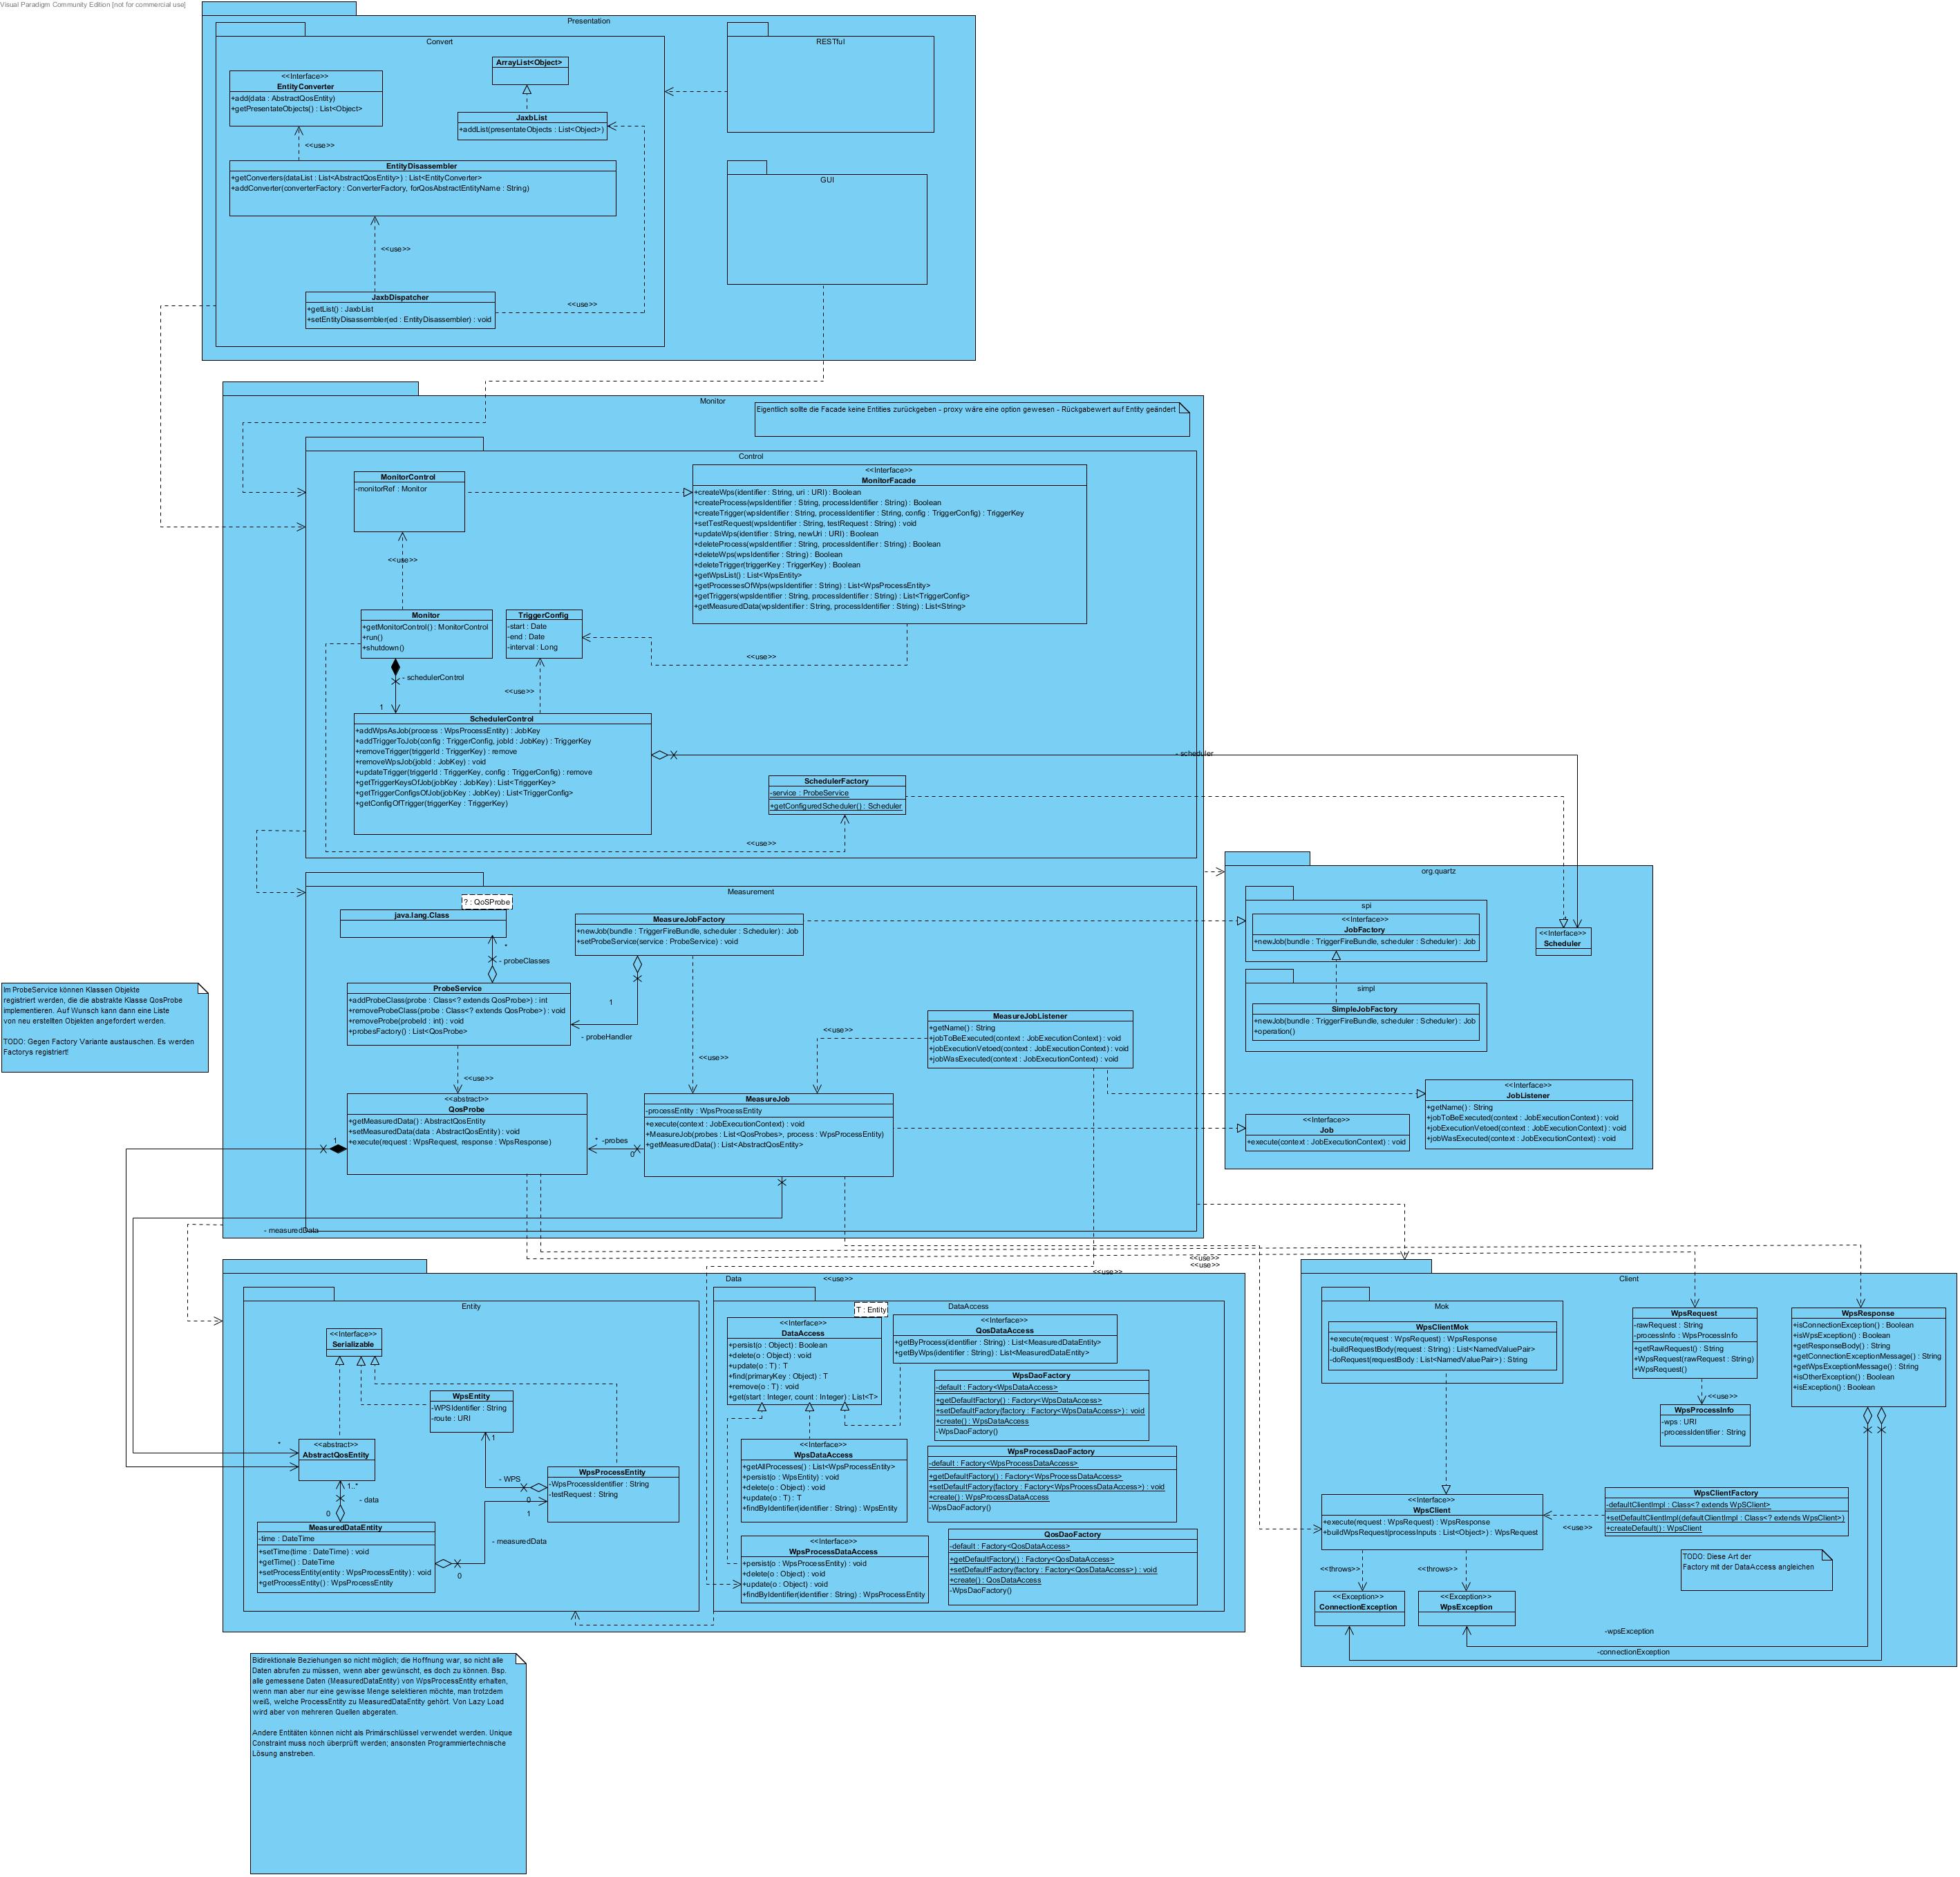 Visual Paradigm Community Edition [not for commercial use]
Presentation
Convert
RESTful
GUI
<<Interface>>
EntityConverter
+add(data : AbstractQosEntity)
+getPresentateObjects() : List<Object>
ArrayList<Object>
JaxbList
+addList(presentateObjects : List<Object>)
<<use>>
EntityDisassembler
+getConverters(dataList : List<AbstractQosEntity>) : List<EntityConverter>
+addConverter(converterFactory : ConverterFactory, forQosAbstractEntityName : String)
<<use>>
JaxbDispatcher
+getList() : JaxbList
+setEntityDisassembler(ed : EntityDisassembler) : void
<<use>>
Monitor
Eigentlich sollte die Facade keine Entities zurückgeben - proxy wäre eine option gewesen - Rückgabewert auf Entity geändert
Control
MonitorControl
-monitorRef : Monitor
<<Interface>>
MonitorFacade
+createWps(identifier : String, uri : URI) : Boolean
+createProcess(wpsIdentifier : String, processIdentifier : String) : Boolean
+createTrigger(wpsIdentifier : String, processIdentifier : String, config : TriggerConfig) : TriggerKey
+setTestRequest(wpsIdentifier : String, testRequest : String) : void
+updateWps(identifier : String, newUri : URI) : Boolean
+deleteProcess(wpsIdentifier : String, processIdentifier : String) : Boolean
+deleteWps(wpsIdentifier : String) : Boolean
+deleteTrigger(triggerKey : TriggerKey) : Boolean
+getWpsList() : List<WpsEntity>
+getProcessesOfWps(wpsIdentifier : String) : List<WpsProcessEntity>
+getTriggers(wpsIdentifier : String, processIdentifier : String) : List<TriggerConfig>
+getMeasuredData(wpsIdentifier : String, processIdentifier : String) : List<String>
<<use>>
Monitor
+getMonitorControl() : MonitorControl
+run()
+shutdown()
TriggerConfig
-start : Date
-end : Date
-interval : Long
<<use>>
- schedulerControl
1
<<use>>
SchedulerControl
+addWpsAsJob(process : WpsProcessEntity) : JobKey
+addTriggerToJob(config : TriggerConfig, jobId : JobKey) : TriggerKey
+removeTrigger(triggerId : TriggerKey) : remove
+removeWpsJob(jobId : JobKey) : void
+updateTrigger(triggerId : TriggerKey, config : TriggerConfig) : remove
+getTriggerKeysOfJob(jobKey : JobKey) : List<TriggerKey>
+getTriggerConfigsOfJob(jobKey : JobKey) : List<TriggerConfig>
+getConfigOfTrigger(triggerKey : TriggerKey)
- scheduler
SchedulerFactory
-service : ProbeService
+getConfiguredScheduler() : Scheduler
<<use>>
Measurement
? : QoSProbe
java.lang.Class
*
- probeClasses
MeasureJobFactory
+newJob(bundle : TriggerFireBundle, scheduler : Scheduler) : Job
+setProbeService(service : ProbeService) : void
1
- probeHandler
ProbeService
+addProbeClass(probe : Class<? extends QosProbe>) : int
+removeProbeClass(probe : Class<? extends QosProbe>) : void
+removeProbe(probeId : int) : void
+probesFactory() : List<QosProbe>
<<use>>
<<use>>
<<use>>
MeasureJobListener
+getName() : String
+jobToBeExecuted(context : JobExecutionContext) : void
+jobExecutionVetoed(context : JobExecutionContext) : void
+jobWasExecuted(context : JobExecutionContext) : void
<<abstract>>
QosProbe
+getMeasuredData() : AbstractQosEntity
+setMeasuredData(data : AbstractQosEntity) : void
+execute(request : WpsRequest, response : WpsResponse)
1
* -probes
0
MeasureJob
-processEntity : WpsProcessEntity
+execute(context : JobExecutionContext) : void
+MeasureJob(probes : List<QosProbes>, process : WpsProcessEntity)
+getMeasuredData() : List<AbstractQosEntity>
- measuredData
Im ProbeService können Klassen Objekte
registriert werden, die die abstrakte Klasse QosProbe
implementieren. Auf Wunsch kann dann eine Liste
von neu erstellten Objekten angefordert werden.
TODO: Gegen Factory Variante austauschen. Es werden
Factorys registriert!
org.quartz
spi
<<Interface>>
JobFactory
+newJob(bundle : TriggerFireBundle, scheduler : Scheduler) : Job
<<Interface>>
Scheduler
simpl
SimpleJobFactory
+newJob(bundle : TriggerFireBundle, scheduler : Scheduler) : Job
+operation()
<<Interface>>
JobListener
+getName() : String
+jobToBeExecuted(context : JobExecutionContext) : void
+jobExecutionVetoed(context : JobExecutionContext) : void
+jobWasExecuted(context : JobExecutionContext) : void
<<Interface>>
Job
+execute(context : JobExecutionContext) : void
<<use>>
<<use>>
<<use>>
<<use>>
Data
Entity
<<Interface>>
Serializable
WpsEntity
-WPSIdentifier : String
-route : URI
1
*
<<abstract>>
AbstractQosEntity
1..*
- data
0
- WPS
0
1
WpsProcessEntity
-WpsProcessIdentifier : String
-testRequest : String
- measuredData
0
MeasuredDataEntity
-time : DateTime
+setTime(time : DateTime) : void
+getTime() : DateTime
+setProcessEntity(entity : WpsProcessEntity) : void
+getProcessEntity() : WpsProcessEntity
DataAccess
T : Entity
<<Interface>>
DataAccess
+persist(o : Object) : Boolean
+delete(o : Object) : void
+update(o : T) : T
+find(primaryKey : Object) : T
+remove(o : T) : void
+get(start : Integer, count : Integer) : List<T>
<<Interface>>
QosDataAccess
+getByProcess(identifier : String) : List<MeasuredDataEntity>
+getByWps(identifier : String) : List<MeasuredDataEntity>
WpsDaoFactory
-default : Factory<WpsDataAccess>
+getDefaultFactory() : Factory<WpsDataAccess>
+setDefaultFactory(factory : Factory<WpsDataAccess>) : void
+create() : WpsDataAccess
-WpsDaoFactory()
<<Interface>>
WpsDataAccess
+getAllProcesses() : List<WpsProcessEntity>
+persist(o : WpsEntity) : void
+delete(o : Object) : void
+update(o : T) : T
+findByIdentifier(identifier : String) : WpsEntity
WpsProcessDaoFactory
-default : Factory<WpsProcessDataAccess>
+getDefaultFactory() : Factory<WpsProcessDataAccess>
+setDefaultFactory(factory : Factory<WpsProcessDataAccess>) : void
+create() : WpsProcessDataAccess
-WpsDaoFactory()
<<Interface>>
WpsProcessDataAccess
+persist(o : WpsProcessEntity) : void
+delete(o : Object) : void
+update(o : Object) : void
+findByIdentifier(identifier : String) : WpsProcessEntity
QosDaoFactory
-default : Factory<QosDataAccess>
+getDefaultFactory() : Factory<QosDataAccess>
+setDefaultFactory(factory : Factory<QosDataAccess>) : void
+create() : QosDataAccess
-WpsDaoFactory()
Client
Mok
WpsClientMok
+execute(request : WpsRequest) : WpsResponse
-buildRequestBody(request : String) : List<NamedValuePair>
-doRequest(requestBody : List<NamedValuePair>) : String
WpsRequest
-rawRequest : String
-processInfo : WpsProcessInfo
+getRawRequest() : String
+WpsRequest(rawRequest : String)
+WpsRequest()
<<use>>
WpsProcessInfo
-wps : URI
-processIdentifier : String
WpsResponse
+isConnectionException() : Boolean
+isWpsException() : Boolean
+getResponseBody() : String
+getConnectionExceptionMessage() : String
+getWpsExceptionMessage() : String
+isOtherException() : Boolean
+isException() : Boolean
<<Interface>>
WpsClient
+execute(request : WpsRequest) : WpsResponse
+buildWpsRequest(processInputs : List<Object>) : WpsRequest
<<use>>
WpsClientFactory
-defaultClientImpl : Class<? extends WpSClient>
+setDefaultClientImpl(defaultClientImpl : Class<? extends WpsClient>)
+createDefault() : WpsClient
TODO: Diese Art der
Factory mit der DataAccess angleichen
<<throws>>
<<throws>>
<<Exception>>
ConnectionException
<<Exception>>
WpsException
-wpsException
-connectionException
Bidirektionale Beziehungen so nicht möglich; die Hoffnung war, so nicht alle
Daten abrufen zu müssen, wenn aber gewünscht, es doch zu können. Bsp.
alle gemessene Daten (MeasuredDataEntity) von WpsProcessEntity erhalten,
wenn man aber nur eine gewisse Menge selektieren möchte, man trotzdem
weiß, welche ProcessEntity zu MeasuredDataEntity gehört. Von Lazy Load
wird aber von mehreren Quellen abgeraten.
Andere Entitäten können nicht als Primärschlüssel verwendet werden. Unique
Constraint muss noch überprüft werden; ansonsten Programmiertechnische
Lösung anstreben.